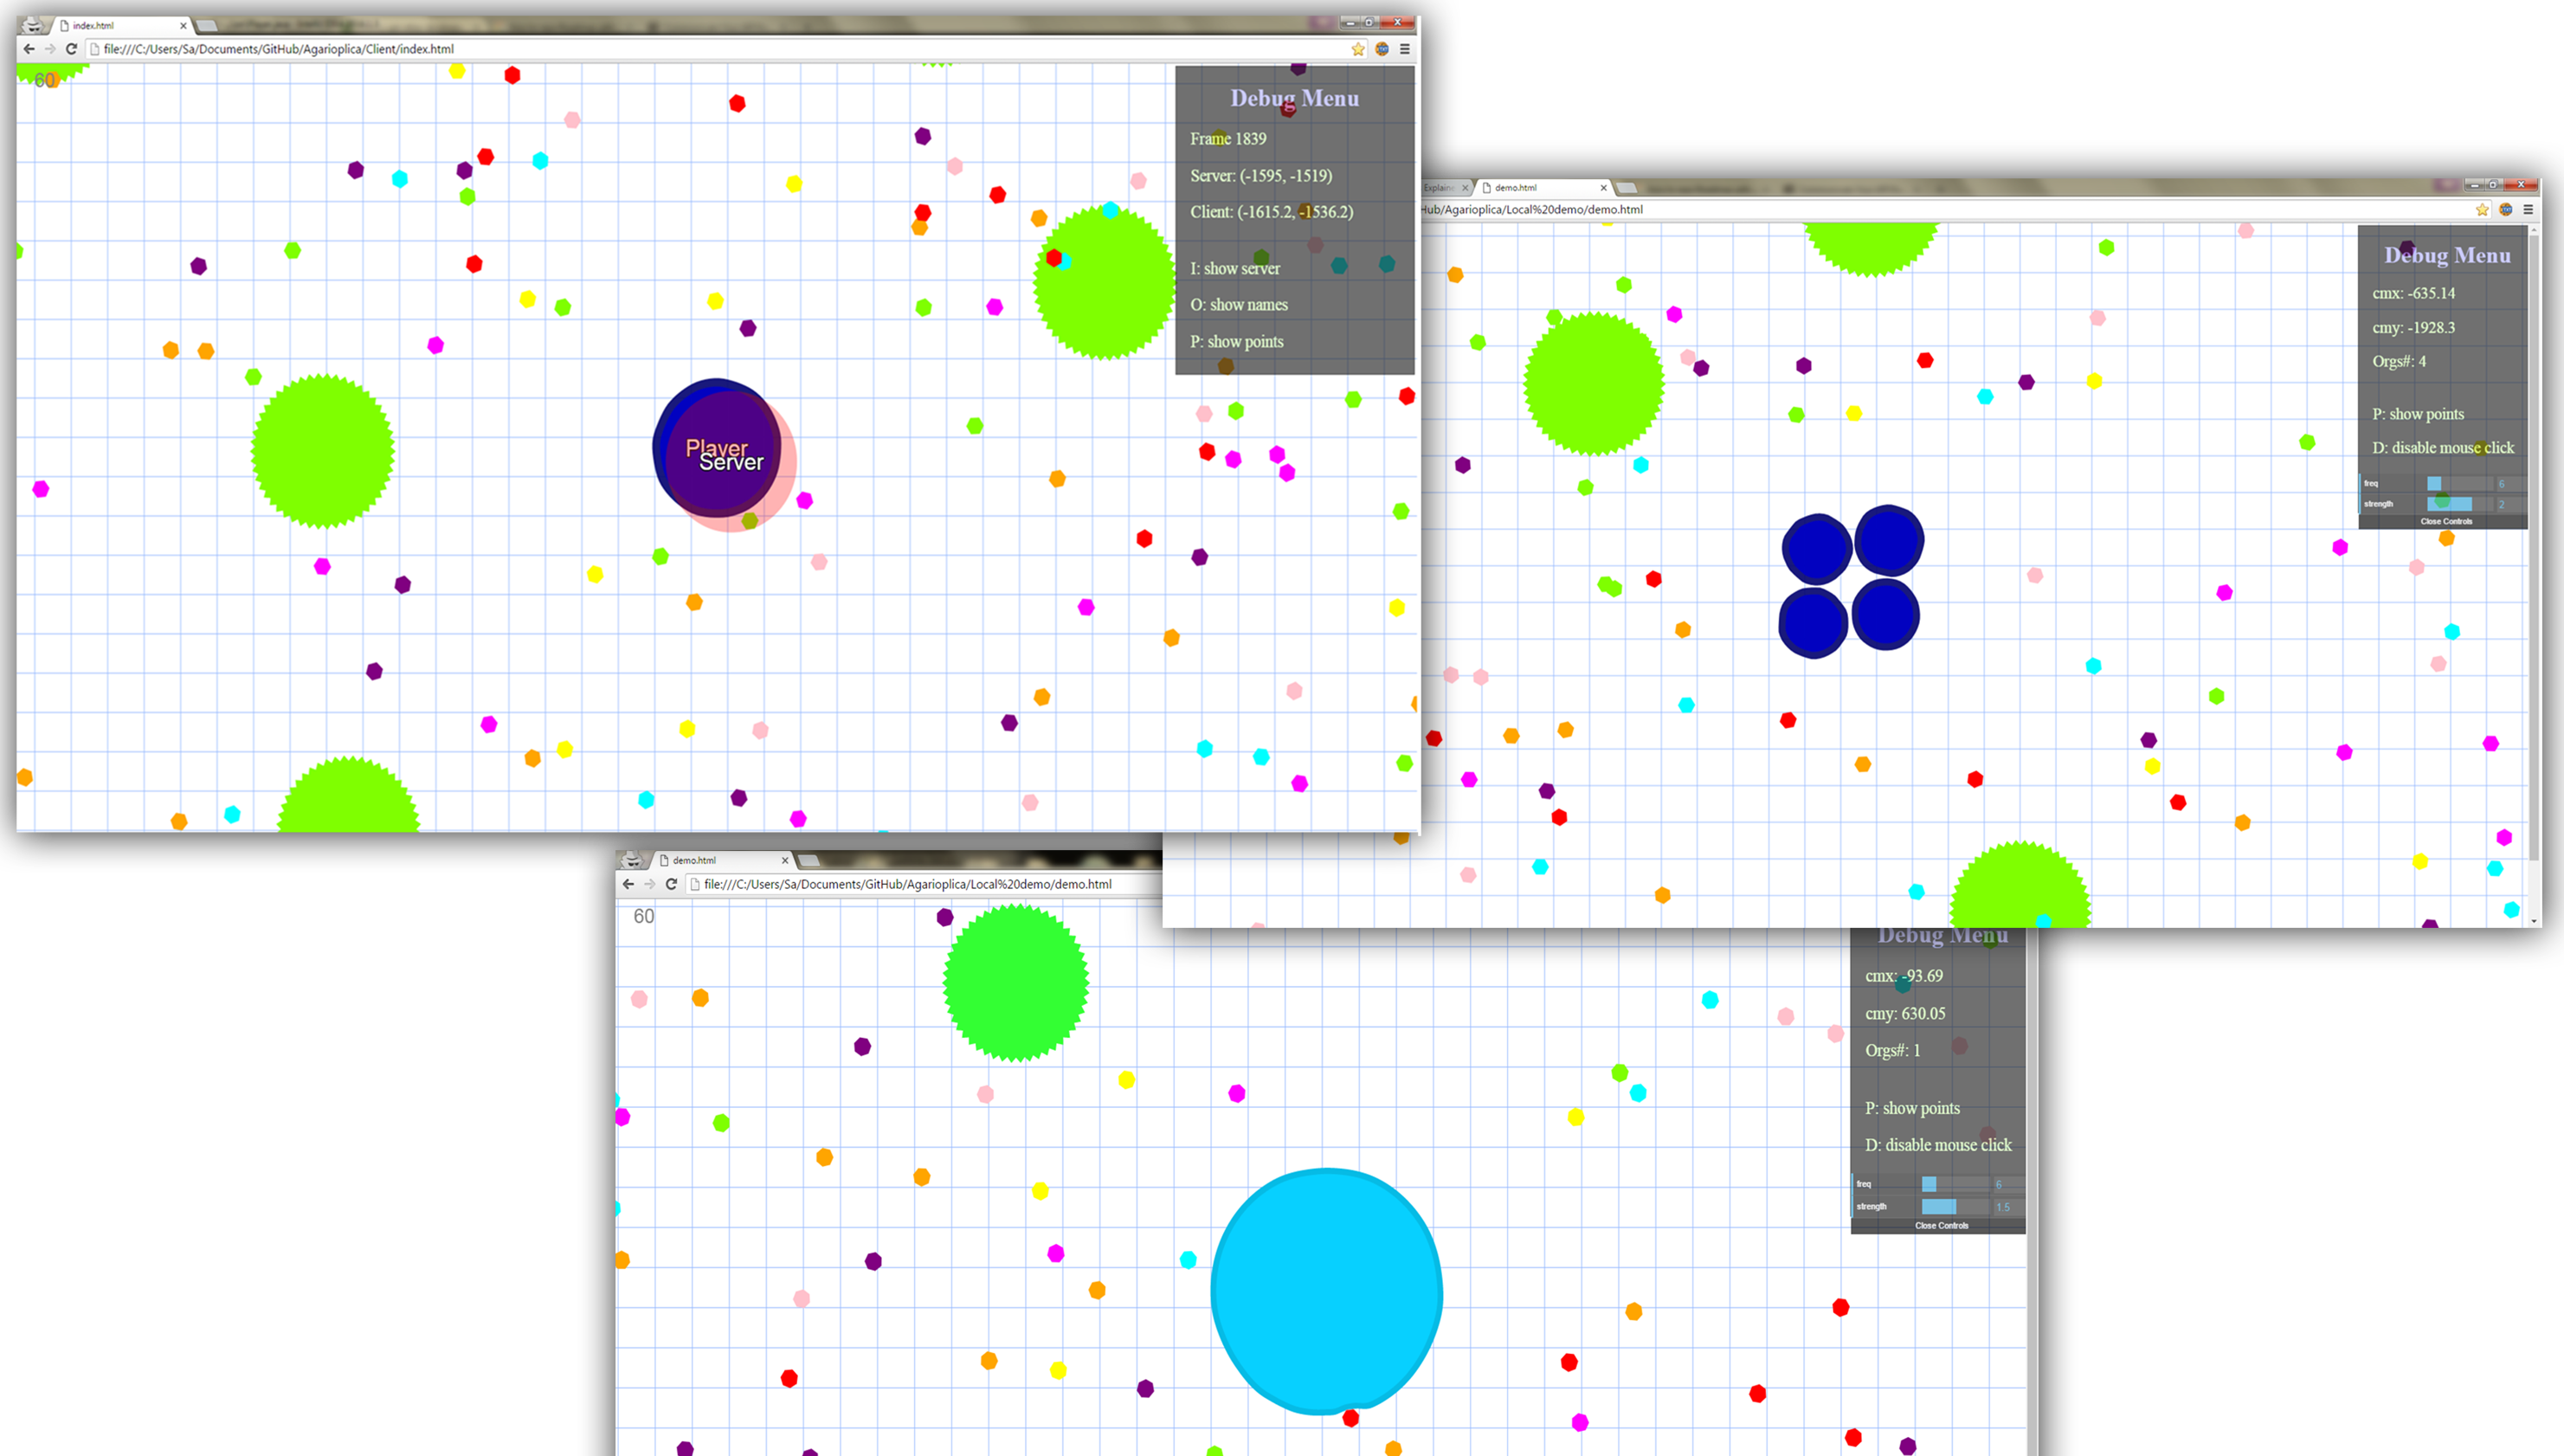 index.html
file:///C:/Users/Sa/Documents/GitHub/Agarioplica/Client/index.html
60
Debug Menu
Frame 1839
Server: (-1595, -1519)
Client: (-1615.2, -1536.2)
I: show server
O: show names
P: show points
Player
Server
Explaine
demo.html
Hub/Agarioplica/Local%20demo/demo.html
Debug Menu
cmx: -635.14
cmy: -1928.3
Orgs#: 4
P: show points
D: disable mouse click
freq 6
strength 2
Close Controls
demo.html
file:///C:/Users/Sa/Documents/GitHub/Agarioplica/Local%20demo/demo.html
60
Debug Menu
cmx: -93.69
cmy: 630.05
Orgs#: 1
P: show points
D: disable mouse click
freq 6
strength 1.5
Close Controls